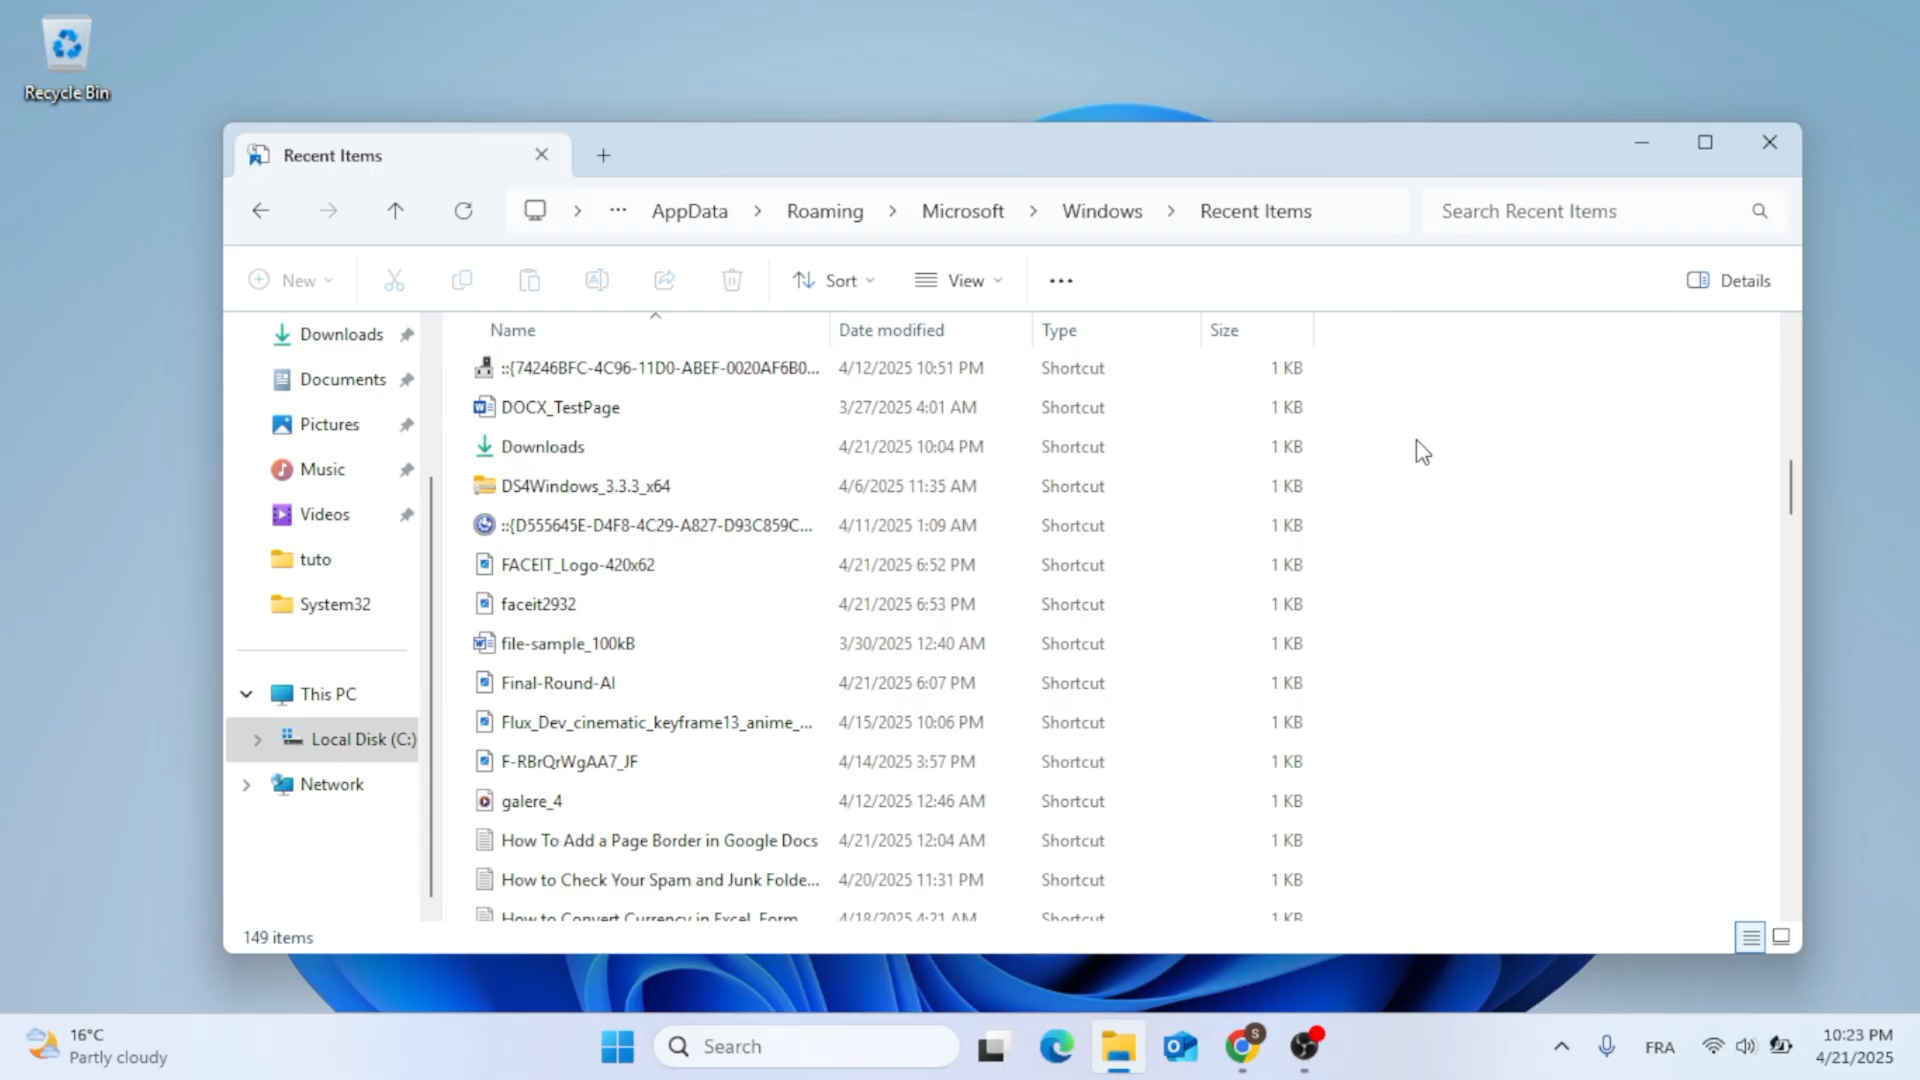 Recycle Bin
Recent Items
AppData > Roaming > Microsoft > Windows > Recent Items
Search Recent Items
New
Sort
View
Details
Name
Date modified
Type
Size
Downloads
Documents
Pictures
Music
Videos
tuto
System32
This PC
Local Disk (C:)
Network
::{74246BFC-4C96-11D0-ABEF-0020AF6B0... 4/12/2025 10:51 PM Shortcut 1 KB
DOCX_TestPage 3/27/2025 4:01 AM Shortcut 1 KB
Downloads 4/21/2025 10:04 PM Shortcut 1 KB
DS4Windows_3.3.3_x64 4/6/2025 11:35 AM Shortcut 1 KB
::{D555645E-D4F8-4C29-A827-D93C859C... 4/11/2025 1:09 AM Shortcut 1 KB
FACEIT_Logo-420x62 4/21/2025 6:52 PM Shortcut 1 KB
faceit2932 4/21/2025 6:53 PM Shortcut 1 KB
file-sample_100kB 3/30/2025 12:40 AM Shortcut 1 KB
Final-Round-AI 4/21/2025 6:07 PM Shortcut 1 KB
Flux_Dev_cinematic_keyframe13_anime_... 4/15/2025 10:06 PM Shortcut 1 KB
F-RBrQrWgAA7_JF 4/14/2025 3:57 PM Shortcut 1 KB
galere_4 4/12/2025 12:46 AM Shortcut 1 KB
How To Add a Page Border in Google Docs 4/21/2025 12:04 AM Shortcut 1 KB
How to Check Your Spam and Junk Folde... 4/20/2025 11:31 PM Shortcut 1 KB
How to Convert Currency in Excel Form... 4/18/2025 4:21 AM Shortcut 1 KB
149 items
16°C
Partly cloudy
Search
S
FRA
10:23 PM
4/21/2025